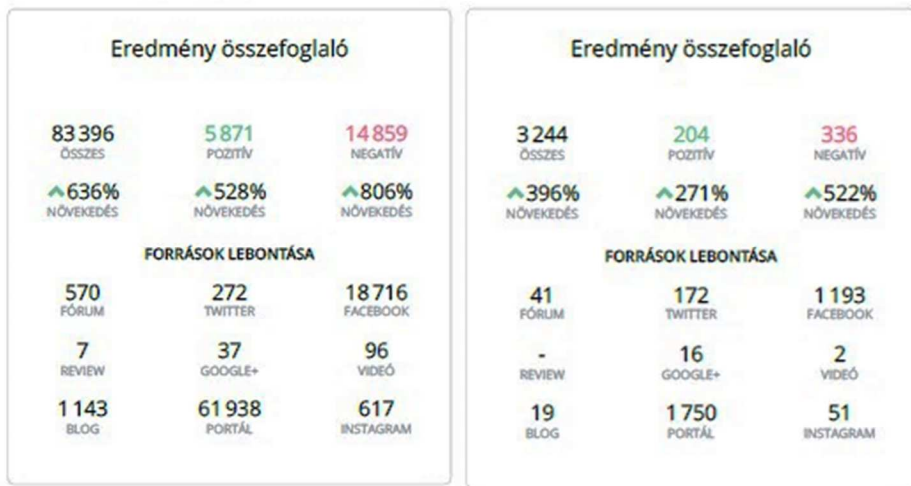 Eredmény összefoglaló
83 396 5 871 14 859
ÖSSZES POZITÍV NEGATÍV
636% 528% 806%
NÖVEKEDÉS NÖVEKEDÉS NÖVEKEDÉS
FORRÁSOK LEBONTÁSA
570 272 18 716
FÓRUM TWITTER FACEBOOK
7 37 96
REVIEW GOOGLE+ VIDEÓ
1 143 61 938 617
BLOG PORTÁL INSTAGRAM
Eredmény összefoglaló
3 244 204 336
ÖSSZES POZITÍV NEGATÍV
396% 271% 522%
NÖVEKEDÉS NÖVEKEDÉS NÖVEKEDÉS
FORRÁSOK LEBONTÁSA
41 172 1 193
FÓRUM TWITTER FACEBOOK
- 16 2
REVIEW GOOGLE+ VIDEÓ
19 1 750 51
BLOG PORTÁL INSTAGRAM